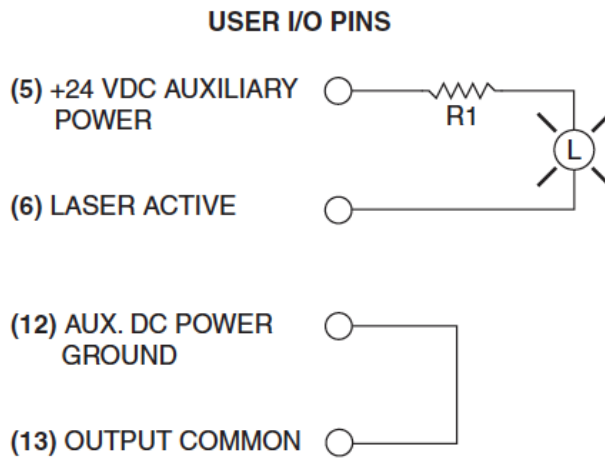 USER I/O PINS
(5) +24 VDC AUXILIARY
POWER
R1
L
(6) LASER ACTIVE
(12) AUX. DC POWER
GROUND
(13) OUTPUT COMMON